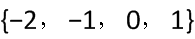 {−2， −1， 0， 1}